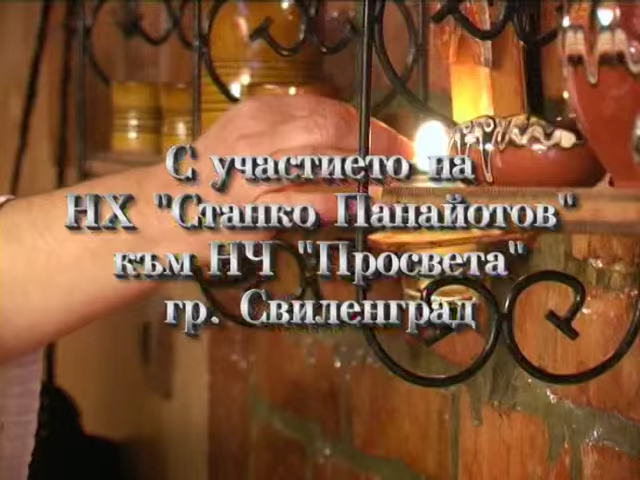 С участието на
НХ "Станко Панайотов"
към НЧ "Просвета"
гр. Свиленград